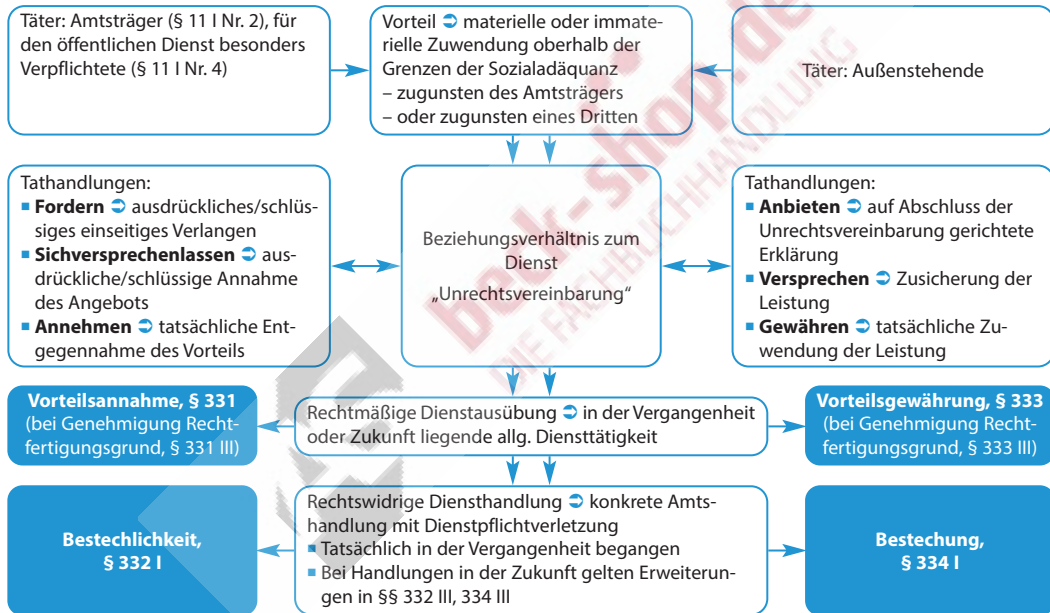 Täter: Amtsträger (§ 11 I Nr. 2), für
den öffentlichen Dienst besonders
Verpflichtete (§ 11 I Nr. 4)
Vorteil ➲ materielle oder immate-
rielle Zuwendung oberhalb der
Grenzen der Sozialadäquanz
– zugunsten des Amtsträgers
– oder zugunsten eines Dritten
Täter: Außenstehende
Tathandlungen:
▪ Fordern ➲ ausdrückliches/schlüs-
siges einseitiges Verlangen
▪ Sichversprechenlassen ➲ aus-
drückliche/schlüssige Annahme
des Angebots
▪ Annehmen ➲ tatsächliche Ent-
gegennahme des Vorteils
Beziehungsverhältnis zum
Dienst
„Unrechtsvereinbarung“
Tathandlungen:
▪ Anbieten ➲ auf Abschluss der
Unrechtsvereinbarung gerichtete
Erklärung
▪ Versprechen ➲ Zusicherung der
Leistung
▪ Gewähren ➲ tatsächliche Zu-
wendung der Leistung
Vorteilsannahme, § 331
(bei Genehmigung Recht-
fertigungsgrund, § 331 III)
Rechtmäßige Dienstausübung ➲ in der Vergangenheit
oder Zukunft liegende allg. Diensttätigkeit
Vorteilsgewährung, § 333
(bei Genehmigung Recht-
fertigungsgrund, § 333 III)
Bestechlichkeit,
§ 332 I
Rechtswidrige Diensthandlung ➲ konkrete Amts-
handlung mit Dienstpflichtverletzung
▪ Tatsächlich in der Vergangenheit begangen
▪ Bei Handlungen in der Zukunft gelten Erweiterun-
gen in §§ 332 III, 334 III
Bestechung,
§ 334 I
beck-shop.de
DIE FACHBUCHHANDLUNG